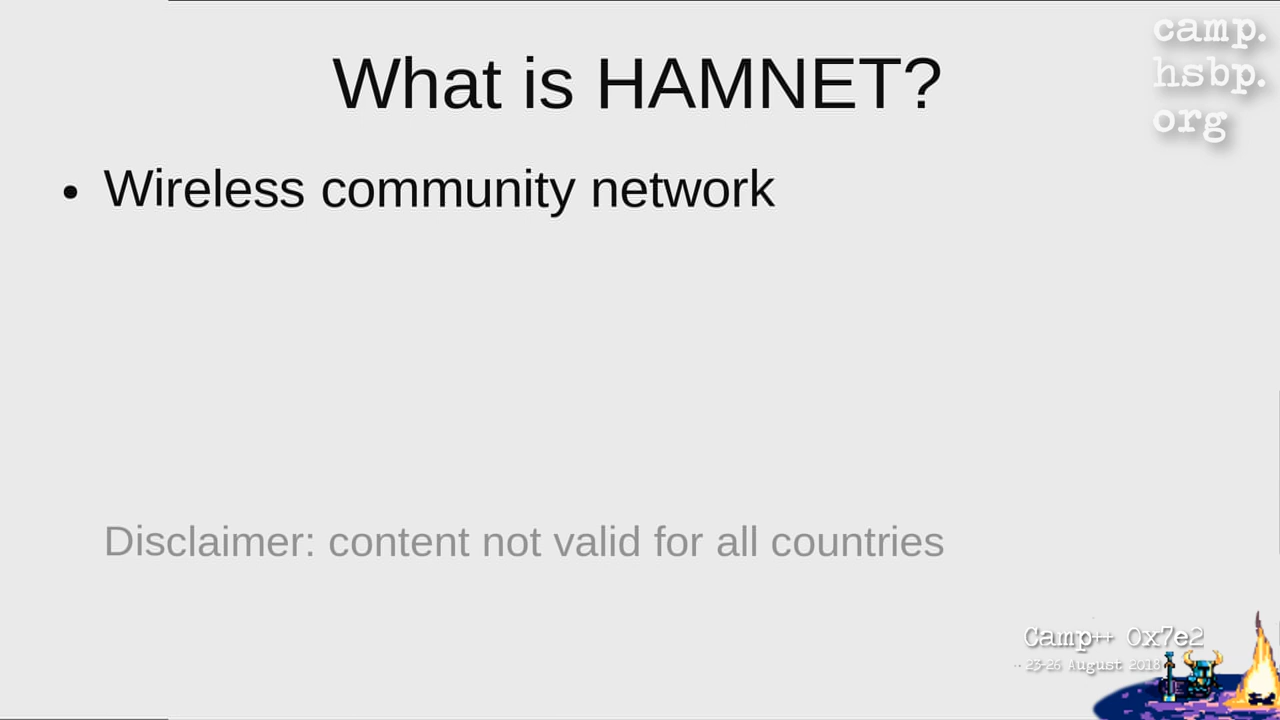 What is HAMNET?
camp.
hsbp.
org
• Wireless community network
Disclaimer: content not valid for all countries
Camp++ 0x7e2
23-26 August 2018